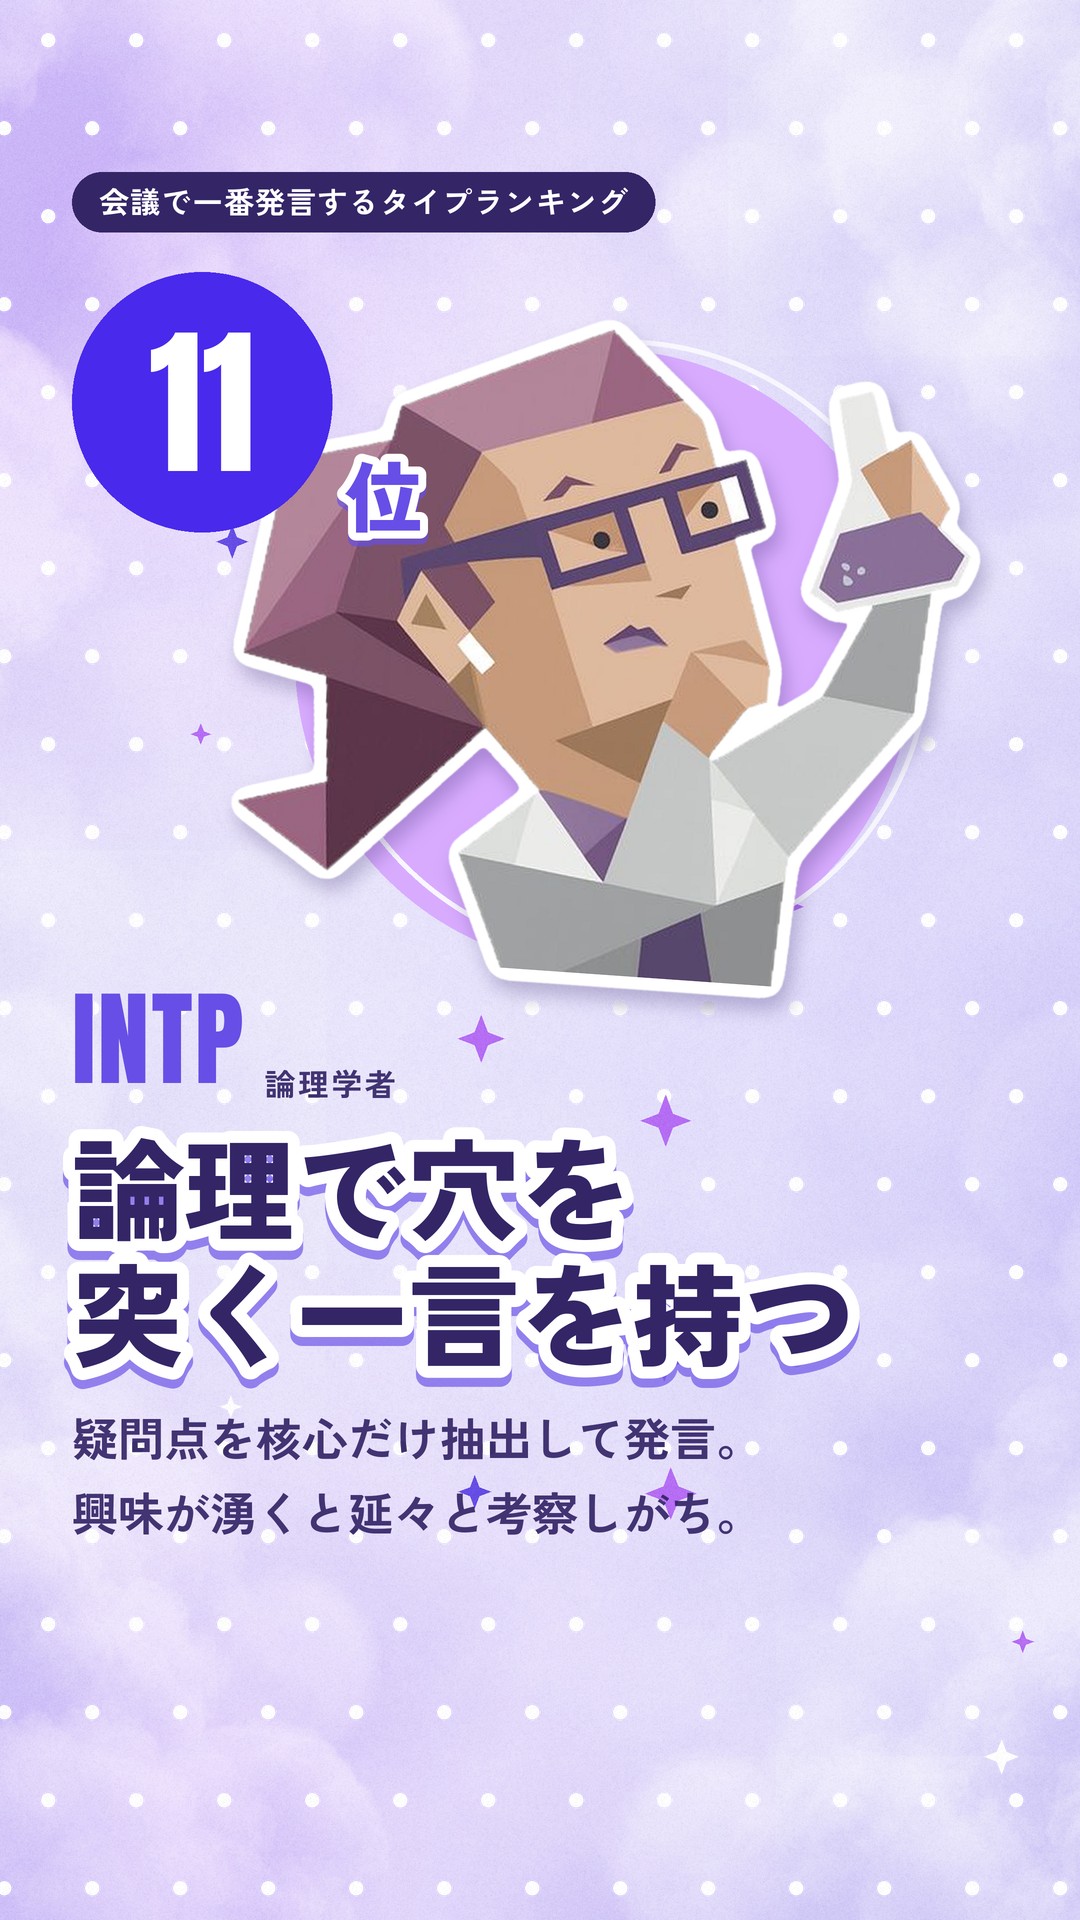 会議で一番発言するタイプランキング
11位
INTP 論理学者
論理で穴を
突く一言を持つ
疑問点を核心だけ抽出して発言。
興味が湧くと延々と考察しがち。